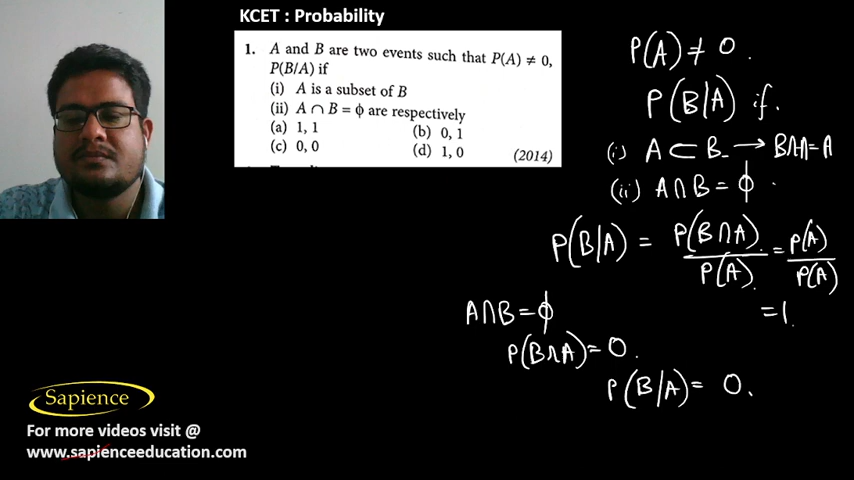 KCET : Probability
1. A and B are two events such that P(A) ≠ 0,
P(B/A) if
(i) A is a subset of B
(ii) A ∩ B = ϕ are respectively
(a) 1, 1 (b) 0, 1
(c) 0, 0 (d) 1, 0 (2014)
P(A) ≠ 0.
P(B|A) if.
(i) A ⊂ B → B∩A = A
(ii) A∩B = ϕ.
P(B|A) = P(B∩A)/P(A) = P(A)/P(A)
= 1.
A∩B = ϕ
P(B∩A) = 0.
P(B|A) = 0.
Sapience
For more videos visit @
www.sapienceeducation.com